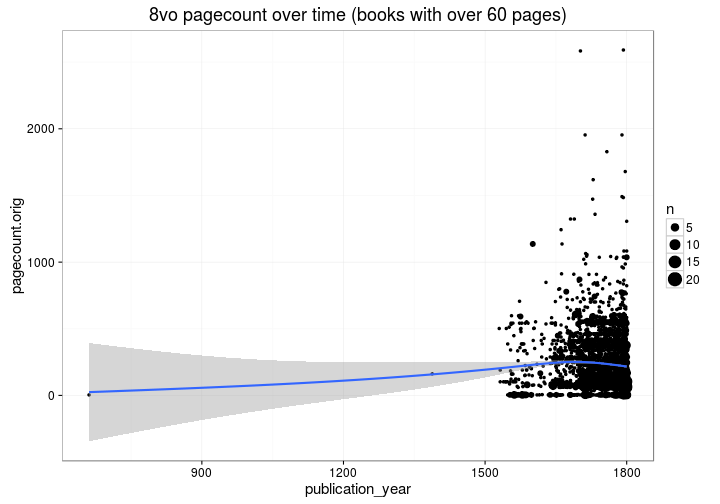 8vo pagecount over time (books with over 60 pages)
pagecount.orig
2000
1000
0
900
1200
1500
1800
publication_year
n
5
10
15
20